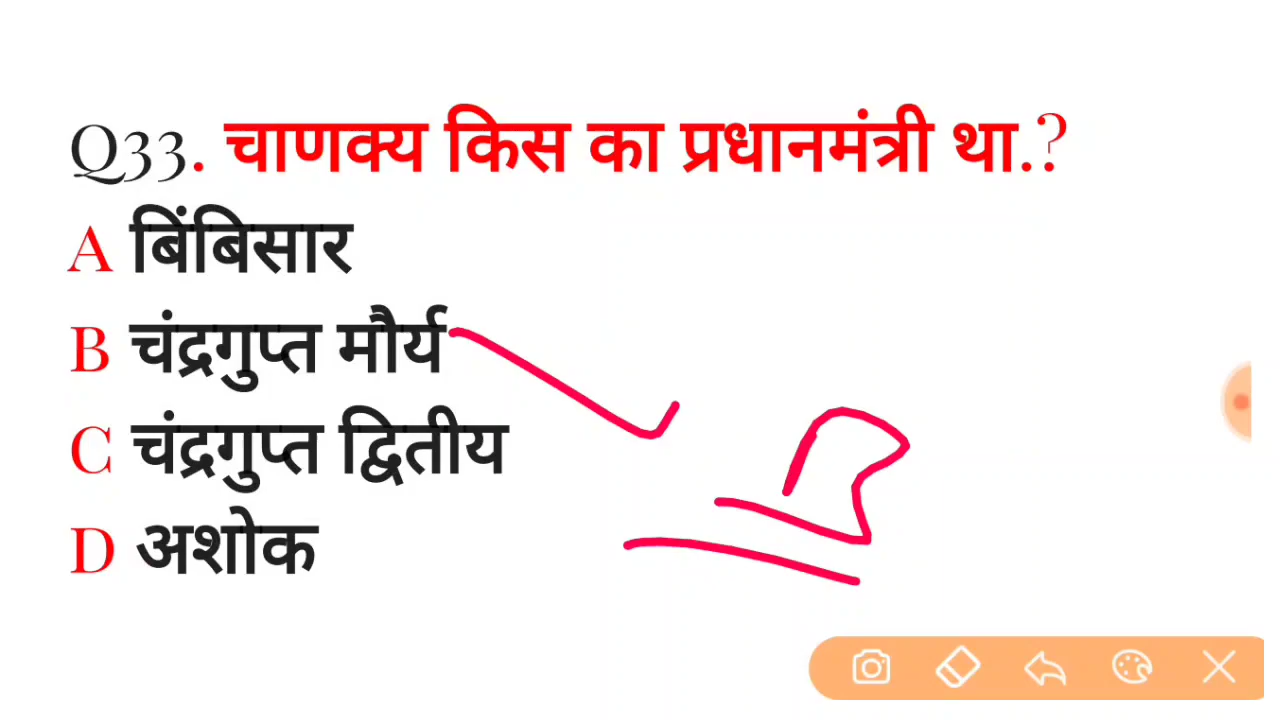 Q33. चाणक्य किस का प्रधानमंत्री था.?
A बिंबिसार
B चंद्रगुप्त मौर्य
C चंद्रगुप्त द्वितीय
D अशोक